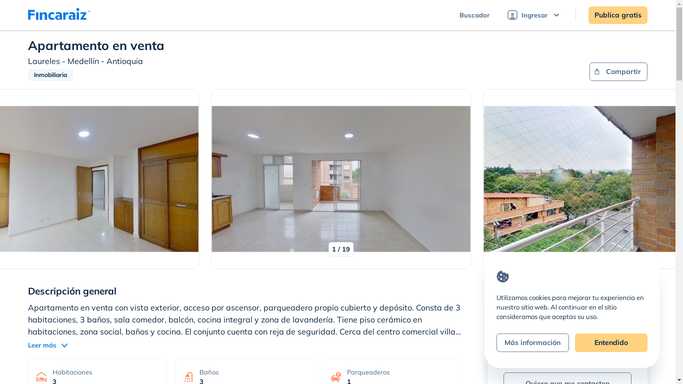 Fincaraiz
Buscador
Ingresar
Publica gratis
Apartamento en venta
Laureles - Medellín - Antioquia
Inmobiliaria
Compartir
1 / 19
Descripción general
Apartamento en venta con vista exterior, acceso por ascensor, parqueadero propio cubierto y depósito. Consta de 3
habitaciones, 3 baños, sala comedor, balcón, cocina integral y zona de lavandería. Tiene piso cerámico en
habitaciones, zona social, baños y cocina. El conjunto cuenta con reja de seguridad. Cerca del centro comercial villa...
Leer más
Habitaciones
3
Baños
3
Parqueaderos
1
Utilizamos cookies para mejorar tu experiencia en
nuestro sitio web. Al continuar en el sitio
consideramos que aceptas su uso.
Más información
Entendido
Quiero que me contacten